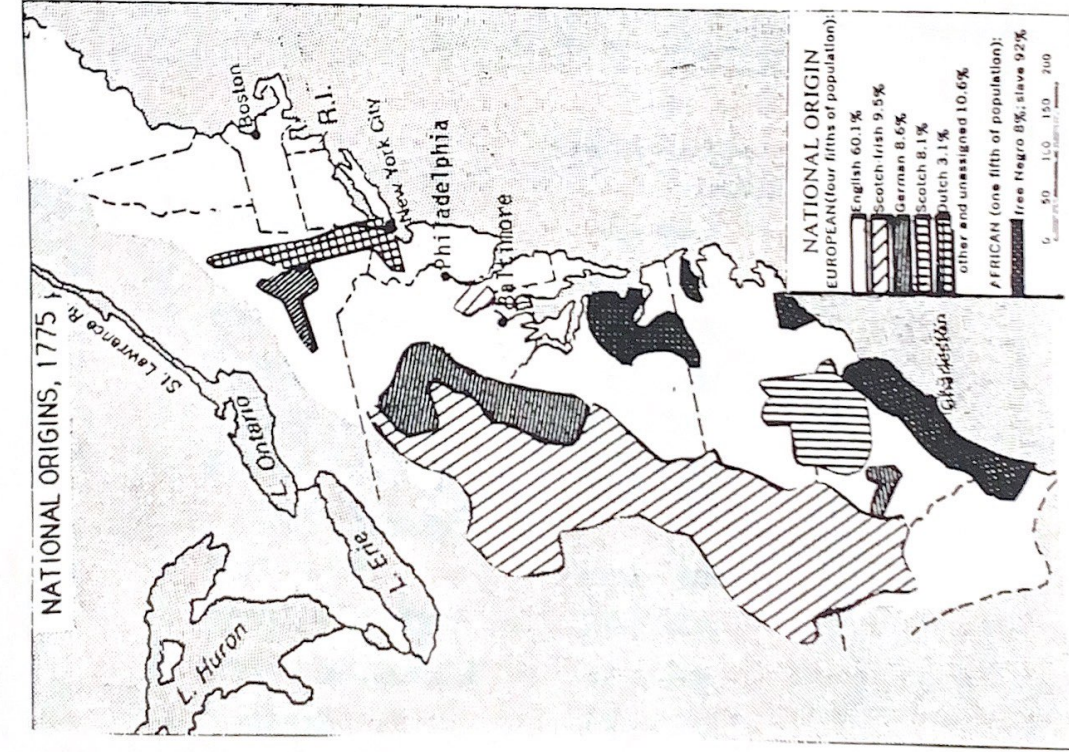 NATIONAL ORIGINS, 1775
St. Lawrence R.
L. Huron
L. Ontario
L. Erie
Boston
R.I.
R.I.
New York City
Philadelphia
Baltimore
Charleston
NATIONAL ORIGIN
EUROPEAN (four fifths of population):
English 60.1%
Scotch-Irish 9.5%
German 8.6%
Scotch 8.1%
Dutch 3.1%
other and unassigned 10.6%
AFRICAN (one fifth of population):
free Negro 8%; slave 92%
0 50 100 150 200